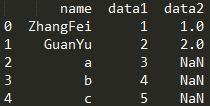 name data1 data2
0 ZhangFei 1 1.0
1 GuanYu 2 2.0
2 a 3 NaN
3 b 4 NaN
4 c 5 NaN